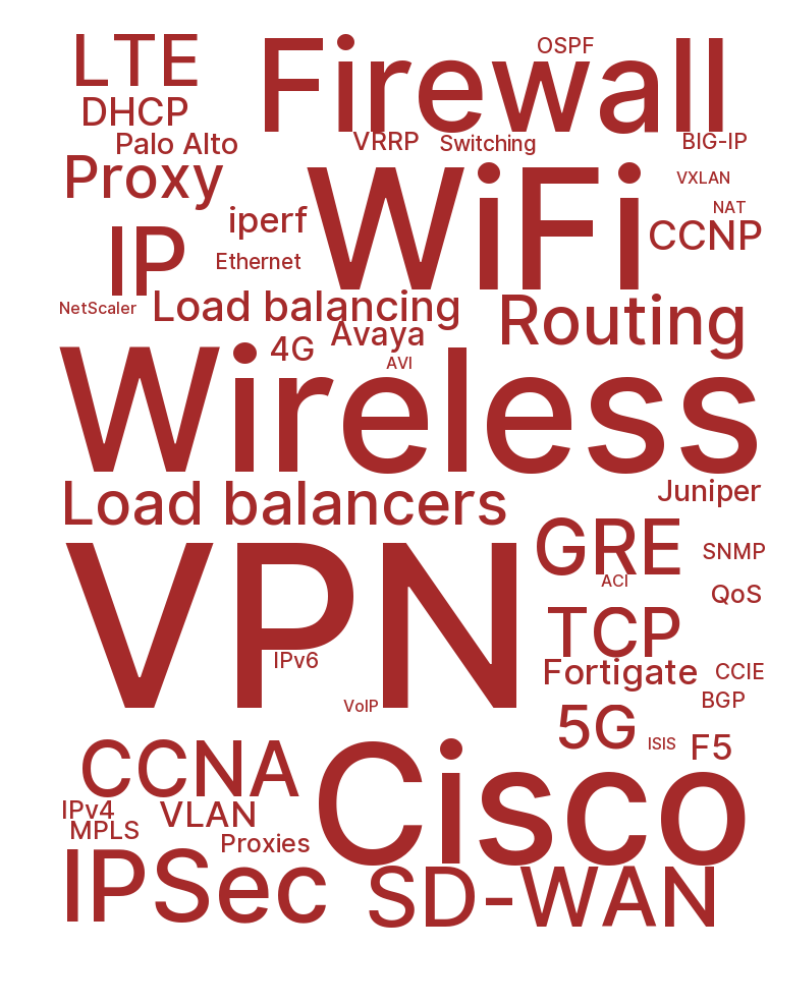 LTE
Firewall
OSPF
DHCP
Palo Alto
VRRP
Switching
BIG-IP
Proxy
WiFi
VXLAN
NAT
iperf
CCNP
IP
Ethernet
NetScaler
Load balancing
Routing
Avaya
4G
AVI
Wireless
Load balancers
Juniper
VPN
GRE
SNMP
ACI
QoS
TCP
IPv6
Fortigate
CCIE
VoIP
BGP
5G
ISIS
F5
CCNA
Cisco
IPv4
VLAN
MPLS
Proxies
IPSec
SD-WAN